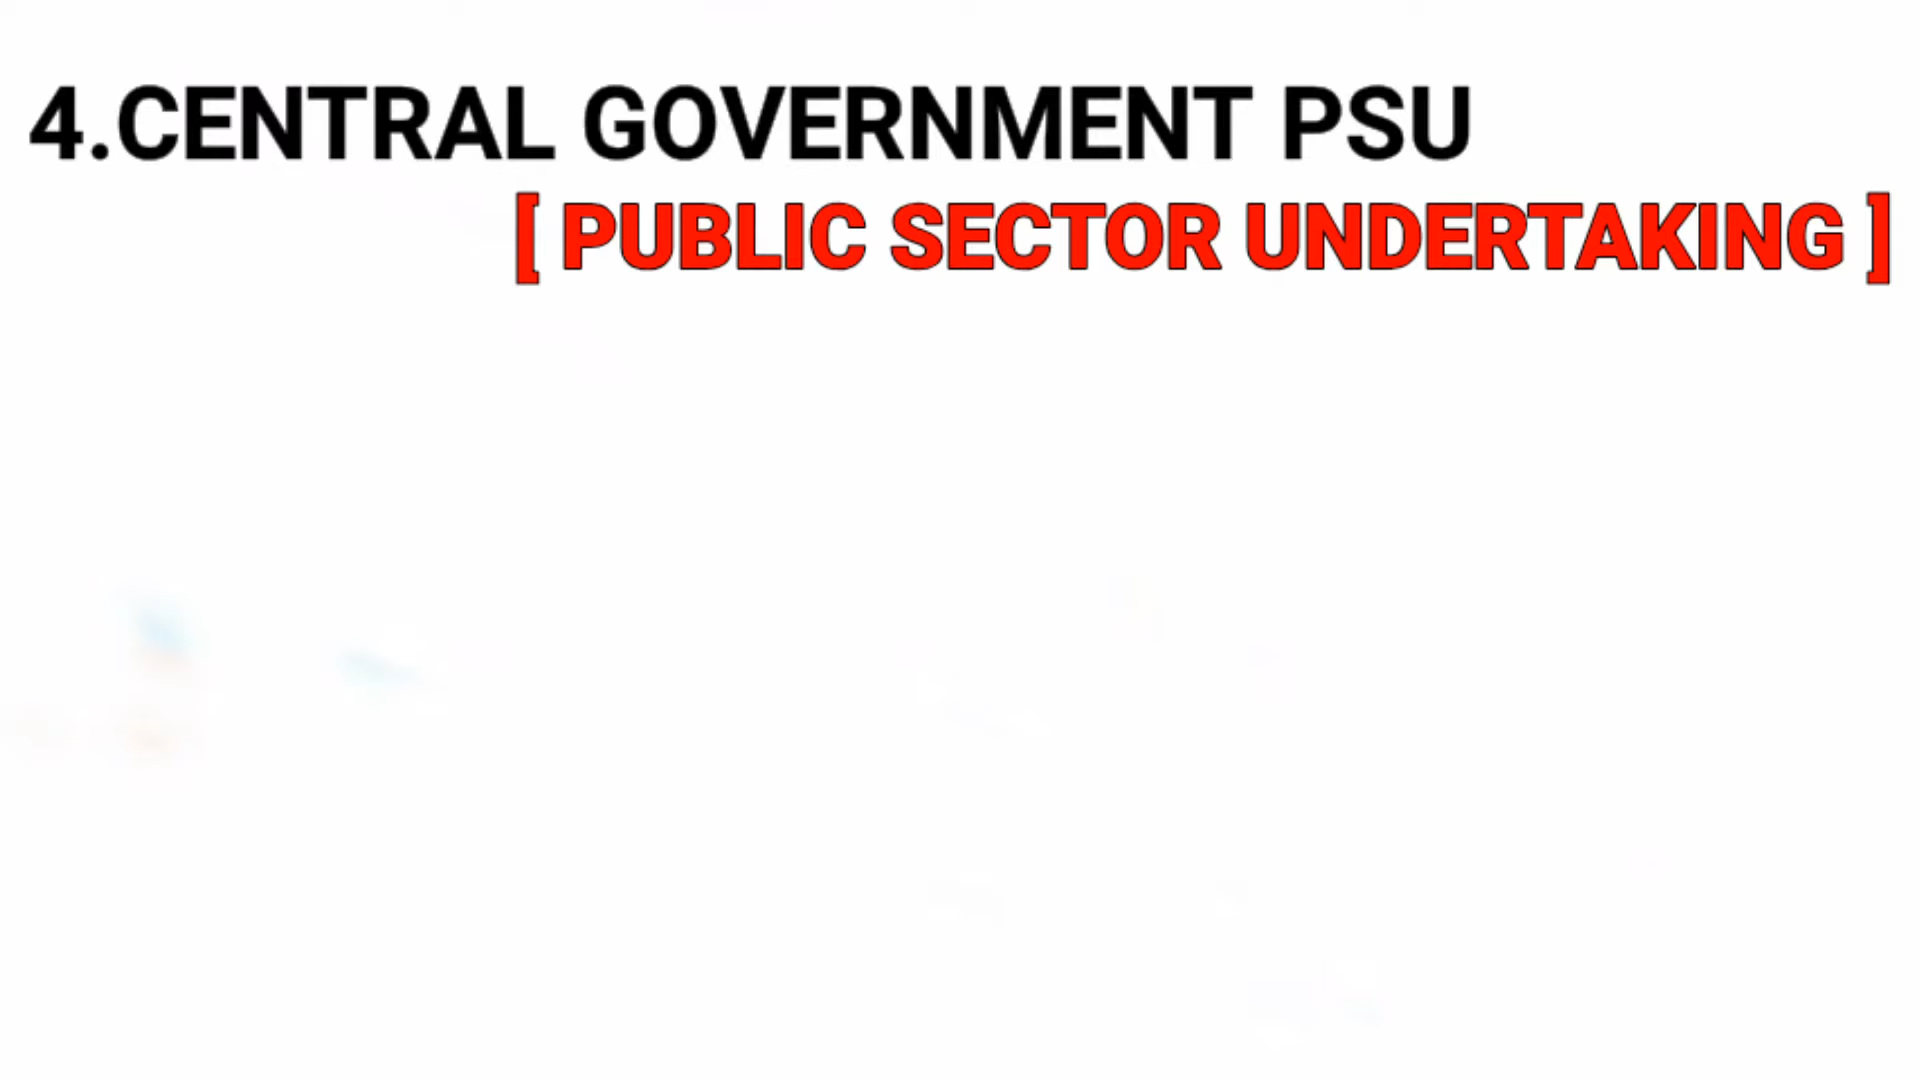 4.CENTRAL GOVERNMENT PSU
[ PUBLIC SECTOR UNDERTAKING ]